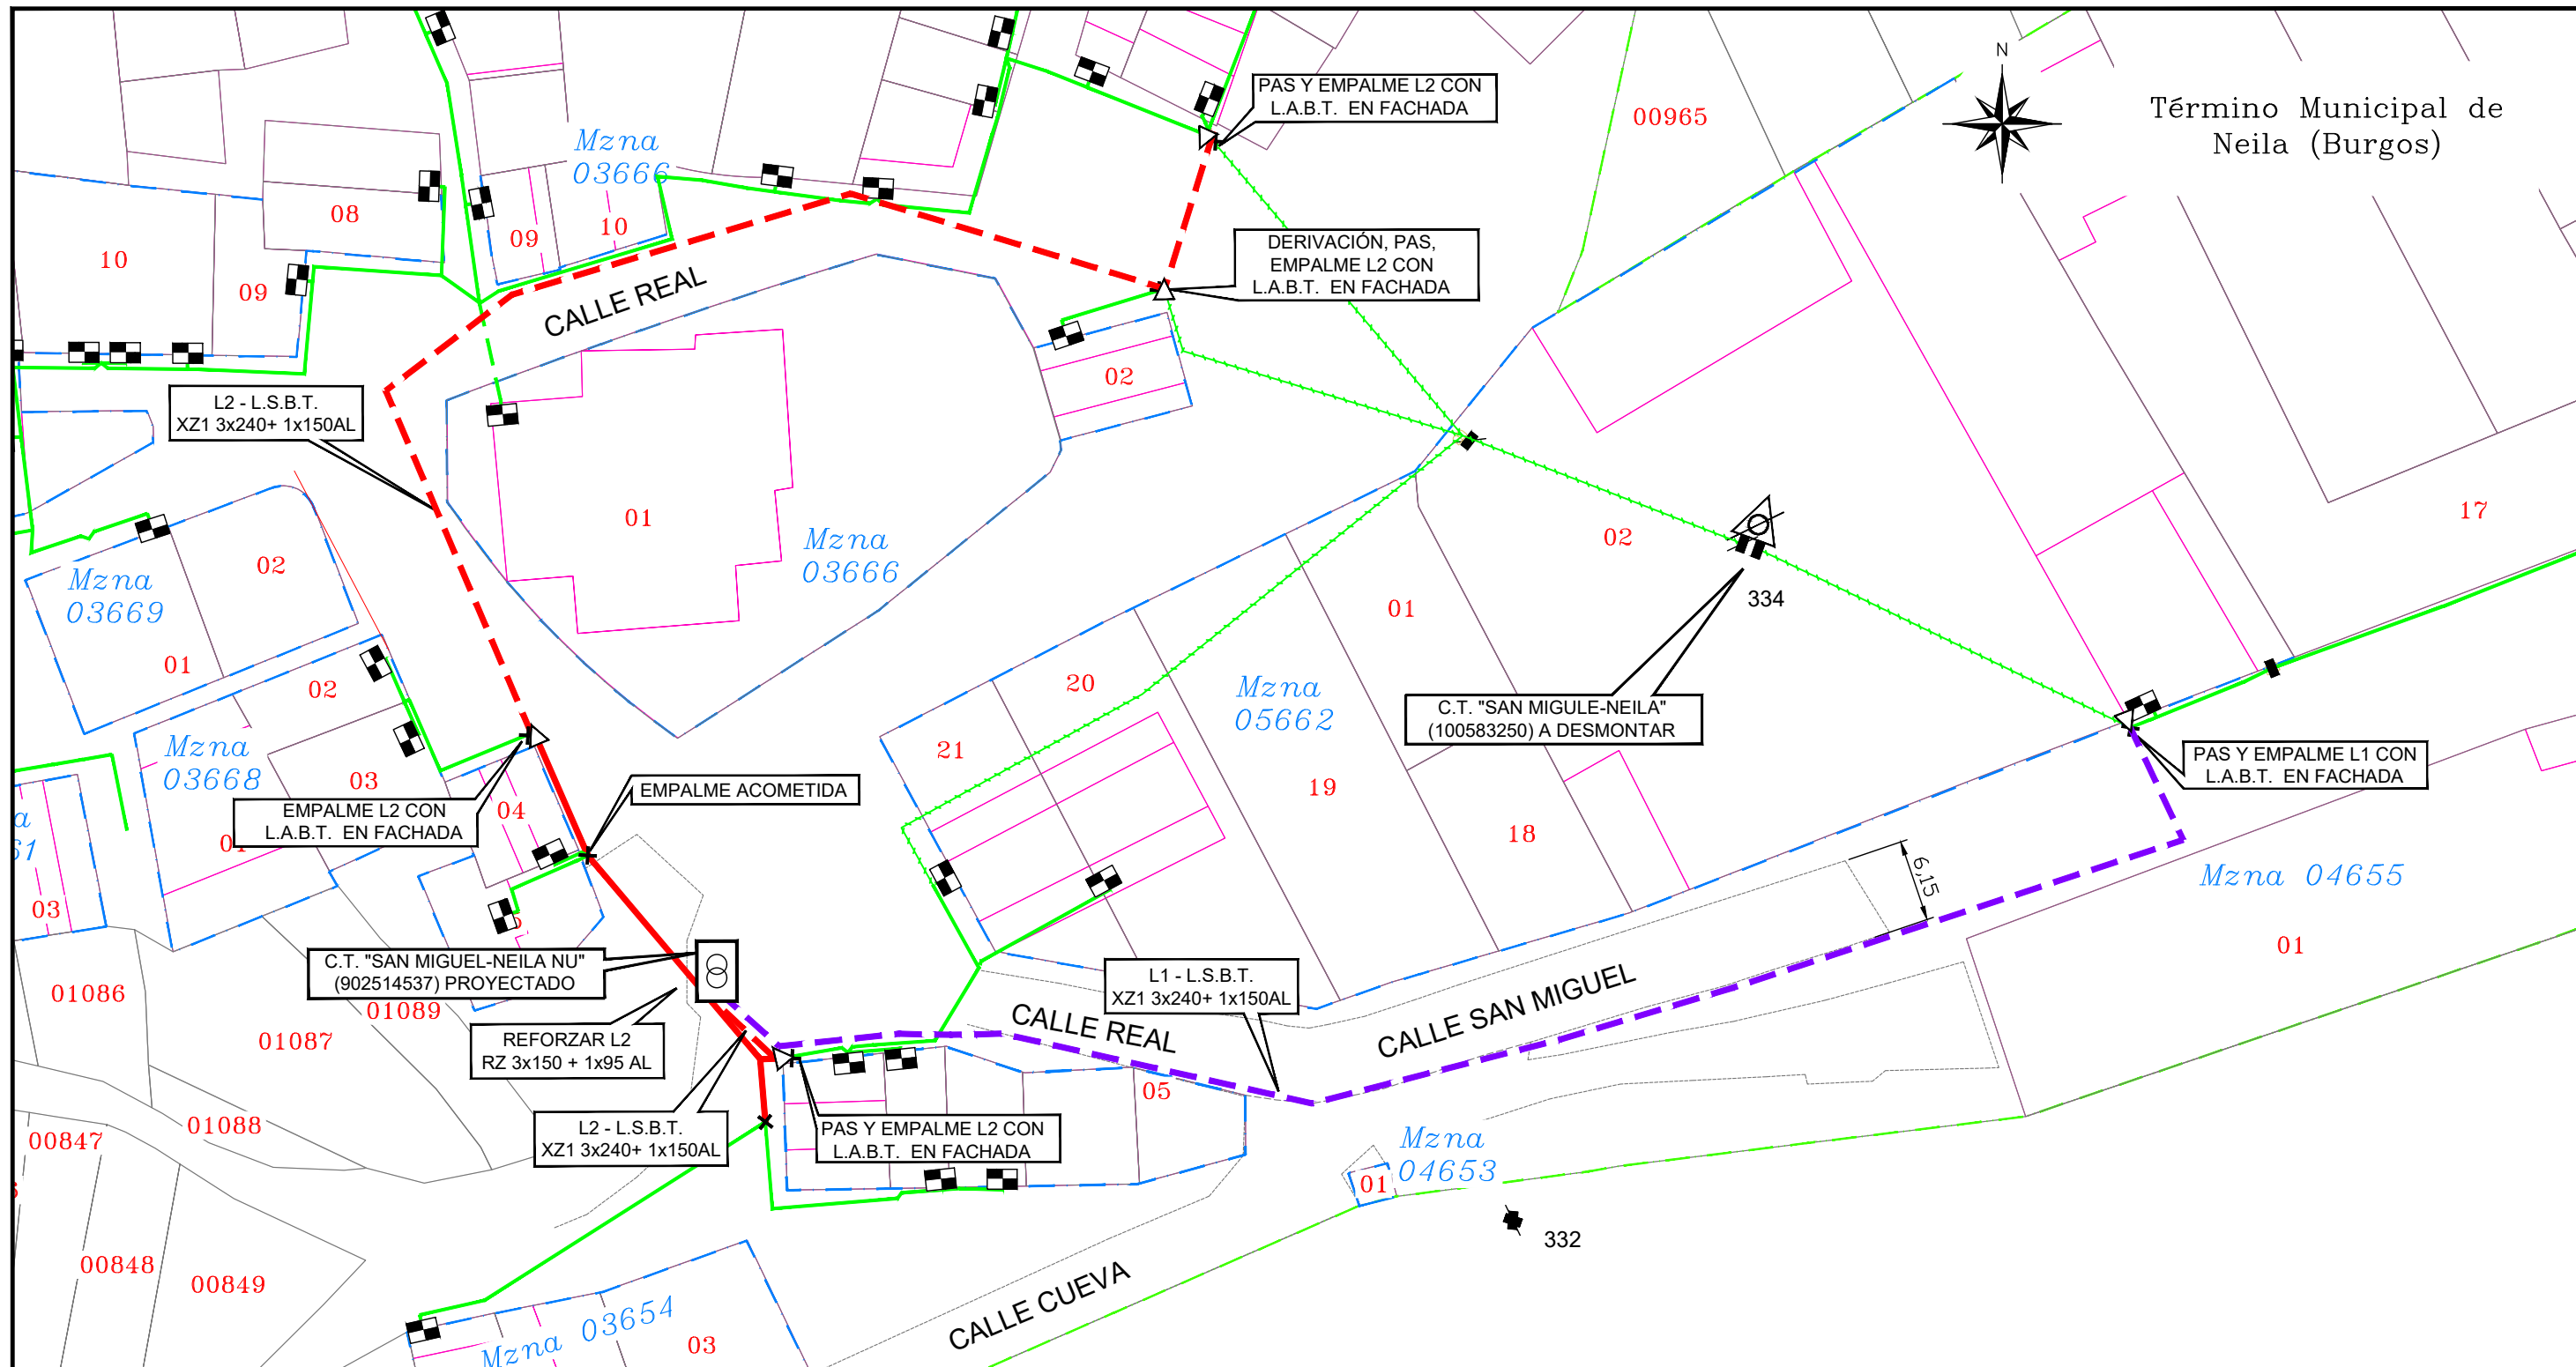 N
Término Municipal de
Neila (Burgos)
PAS Y EMPALME L2 CON
L.A.B.T. EN FACHADA
00965
Mzna
03666
08
10
09
09
10
DERIVACIÓN, PAS,
EMPALME L2 CON
L.A.B.T. EN FACHADA
CALLE REAL
02
L2 - L.S.B.T.
XZ1 3x240+ 1x150AL
01
Mzna
03666
02
17
334
Mzna
03669
02
01
01
20
Mzna
05662
21
19
18
C.T. "SAN MIGULE-NEILA"
(100583250) A DESMONTAR
PAS Y EMPALME L1 CON
L.A.B.T. EN FACHADA
02
Mzna
03668
03
04
EMPALME L2 CON
L.A.B.T. EN FACHADA
EMPALME ACOMETIDA
a
61
03
6,15
Mzna 04655
01
C.T. "SAN MIGUEL-NEILA NU"
(902514537) PROYECTADO
01086
01089
01087
REFORZAR L2
RZ 3x150 + 1x95 AL
L1 - L.S.B.T.
XZ1 3x240+ 1x150AL
CALLE REAL
CALLE SAN MIGUEL
05
01088
00847
L2 - L.S.B.T.
XZ1 3x240+ 1x150AL
PAS Y EMPALME L2 CON
L.A.B.T. EN FACHADA
Mzna
04653
01
332
00848
00849
CALLE CUEVA
Mzna 03654
03